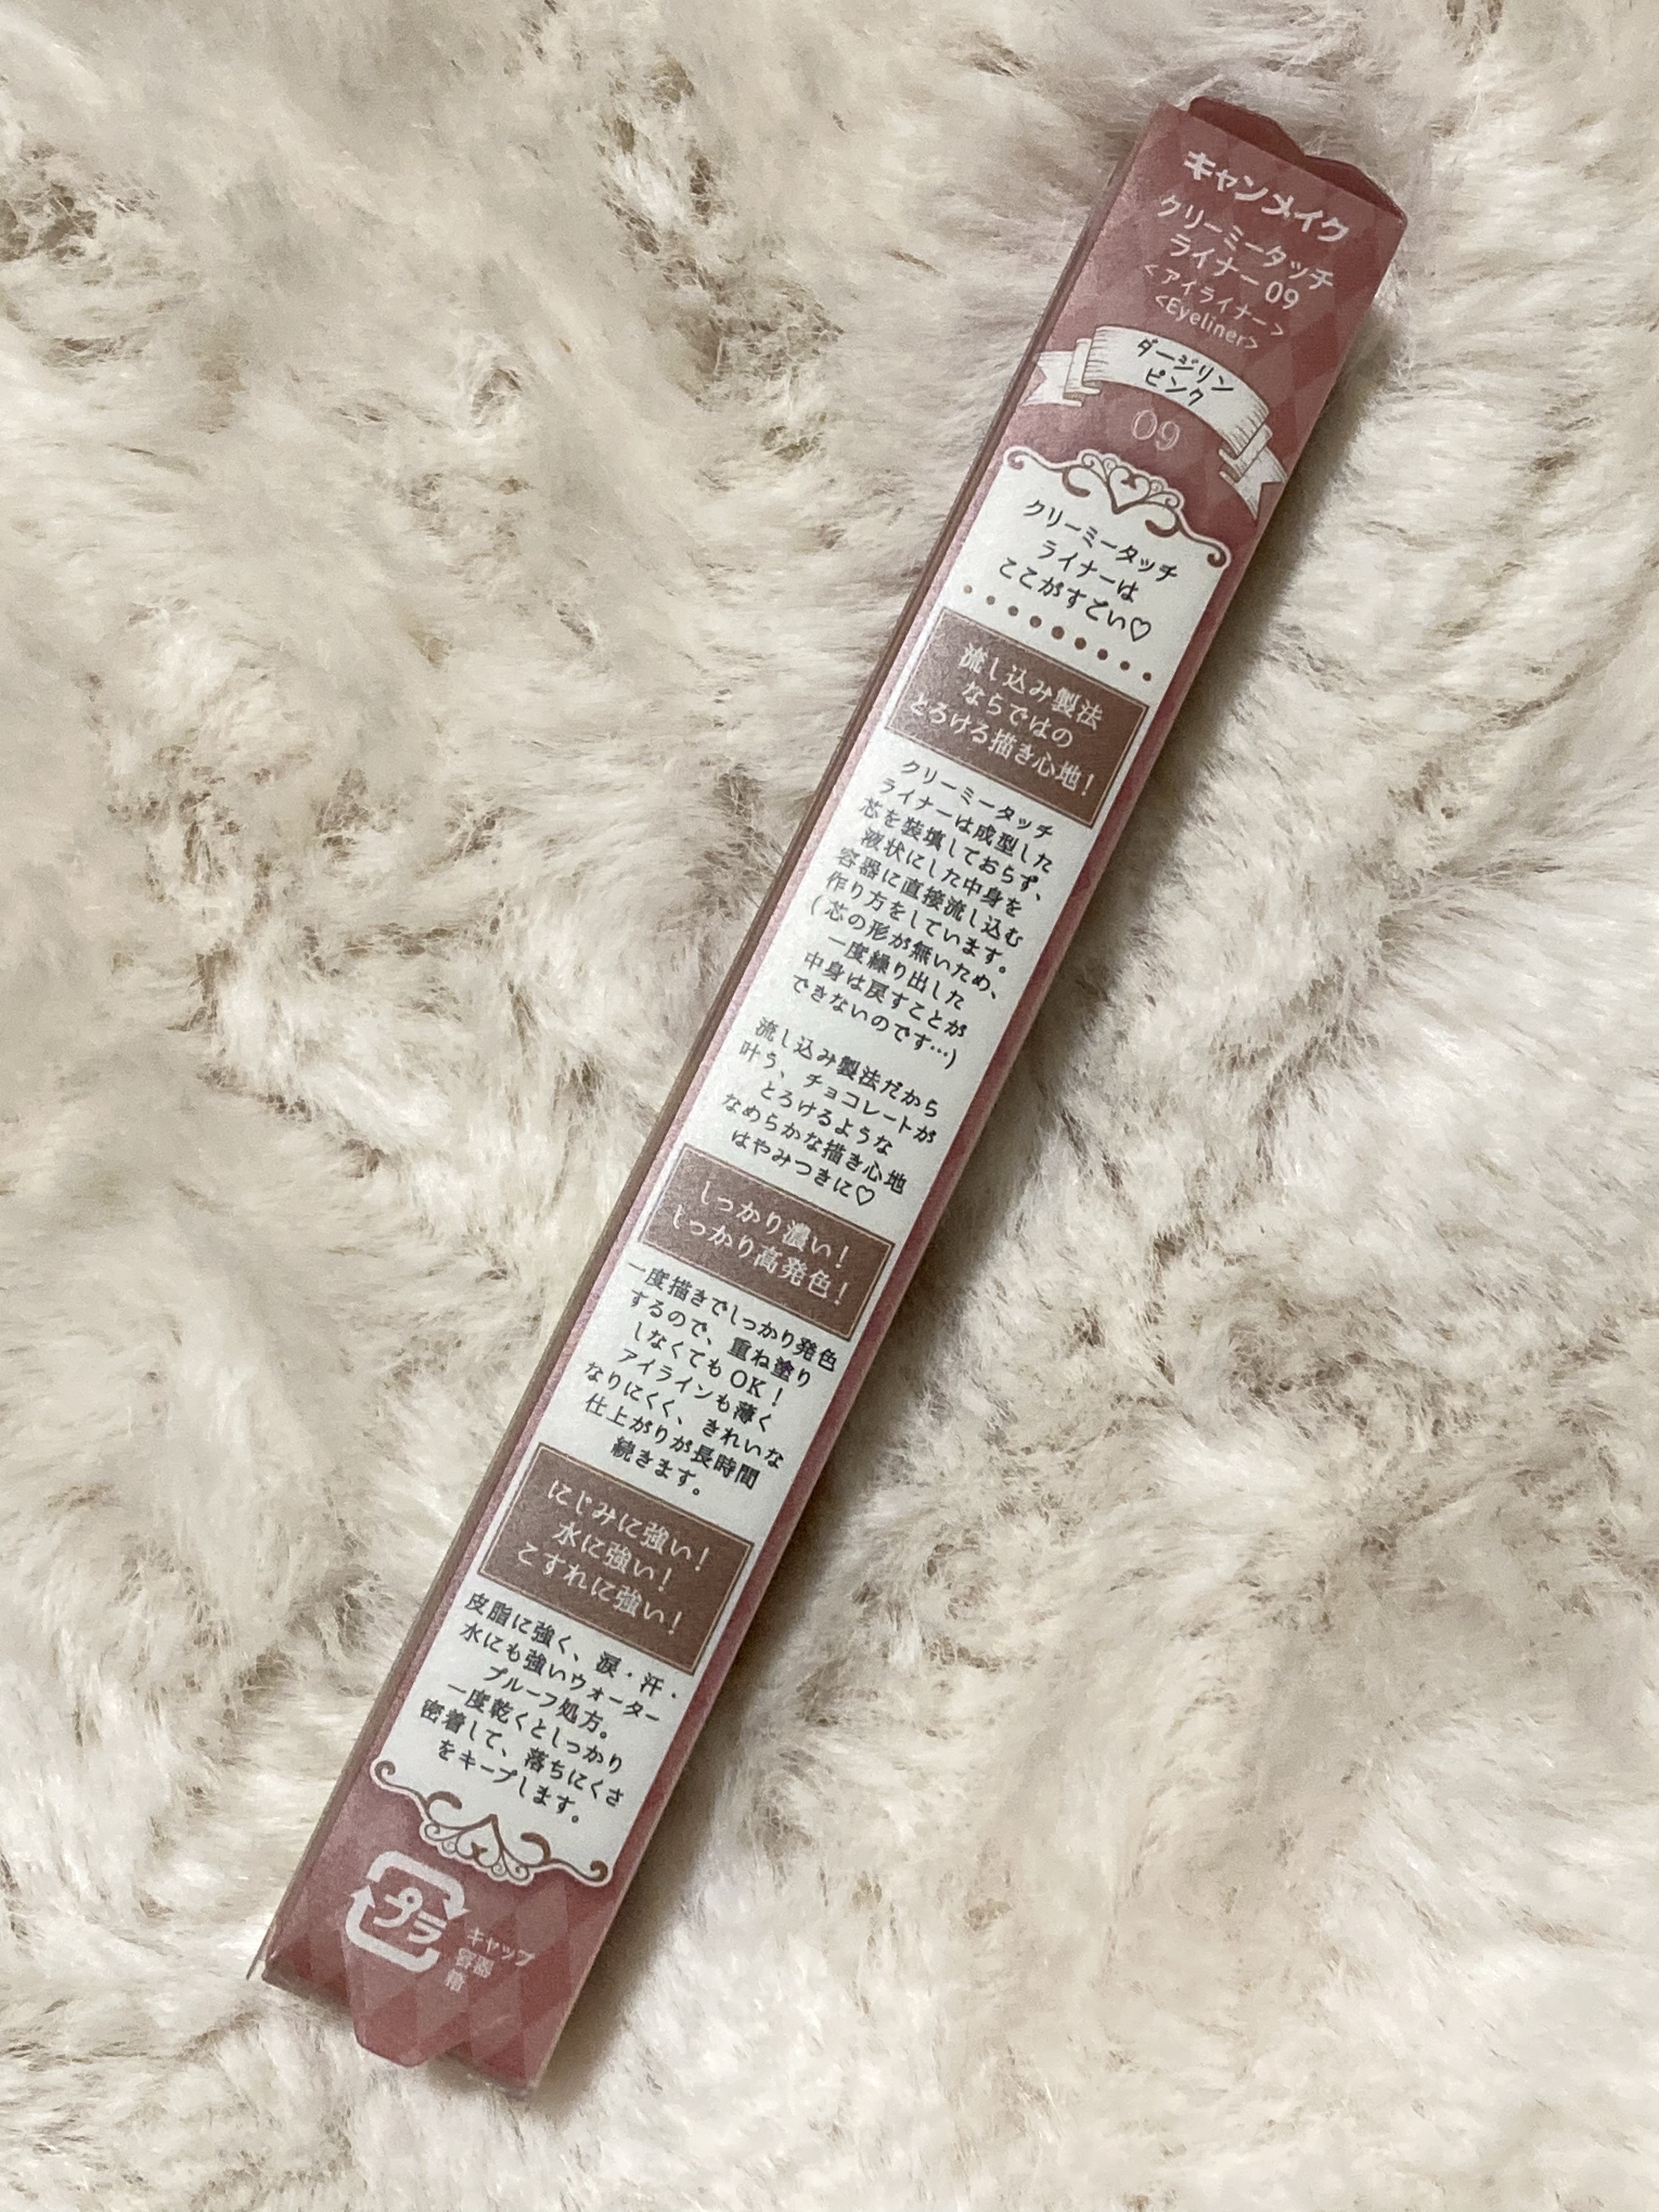 キャンメイク
クリーミータッチ
ライナー 09
<アイライナー>
<Eyeliner>
ダージリン
ピンク
09
クリーミータッチ
ライナーは
ここがすごい♡
流し込み製法
ならではの
とろける描き心地！
クリーミータッチ
ライナーは成型した
芯を装填しておらず、
液状にした中身を
容器に直接流し込む
作り方をしています。
(芯の形が無いため、
一度繰り出した
中身は戻すことが
できないのです…)
流し込み製法だから
叶う、チョコレートが
とろけるような
なめらかな描き心地
はやみつきに♡
しっかり濃い！
しっかり高発色！
一度描きでしっかり発色
するので、重ね塗り
しなくても OK！
アイラインも薄く
なりにくく、きれいな
仕上がりが長時間
続きます。
にじみに強い！
水に強い！
こすれに強い！
皮脂に強く、涙・汗・
水にも強いウォーター
プルーフ処方。
一度乾くとしっかり
密着して、落ちにくさ
をキープします。
プラ
キャップ
容器
箱